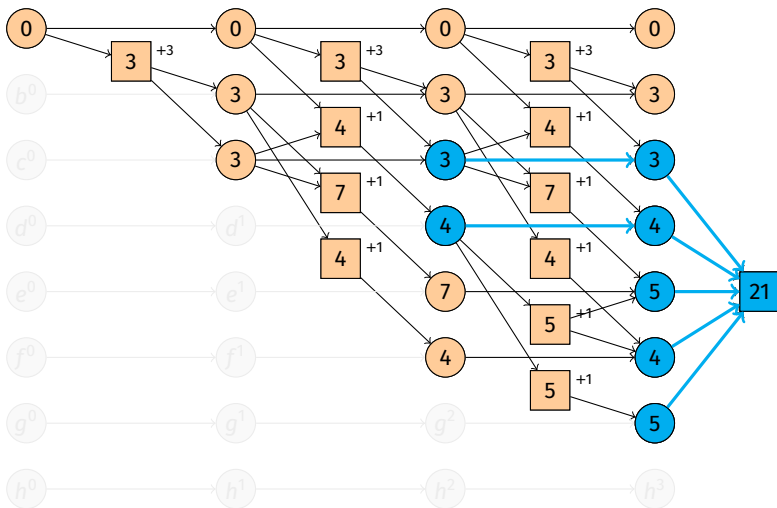 0 0 0 0
3 +3 3 +3 3 +3
b⁰ 3 3 3
4 +1 4 +1
c⁰ 3 3 3
7 +1 7 +1
d⁰ d¹ 4 4
4 +1 4 +1
e⁰ e¹ 7 5 21
5 +1
f⁰ f¹ 4 4
5 +1
g⁰ g¹ g² 5
h⁰ h¹ h² h³